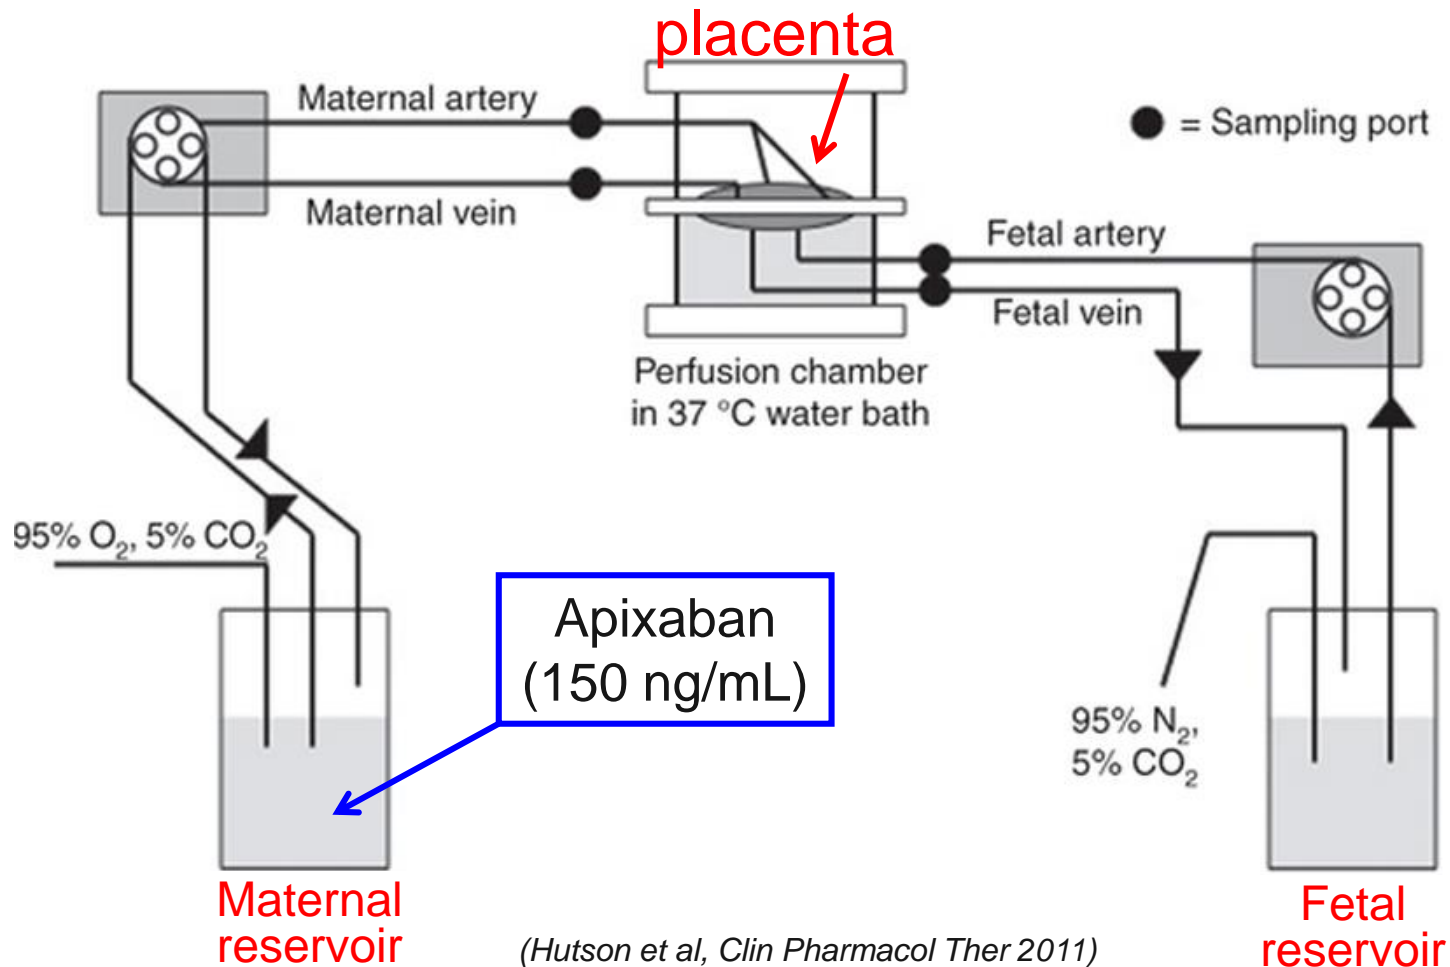 placenta
Maternal artery
Maternal vein
● = Sampling port
Fetal artery
Fetal vein
Perfusion chamber
in 37 °C water bath
95% O₂, 5% CO₂
Apixaban
(150 ng/mL)
95% N₂,
5% CO₂
Maternal
reservoir
Fetal
reservoir
(Hutson et al, Clin Pharmacol Ther 2011)